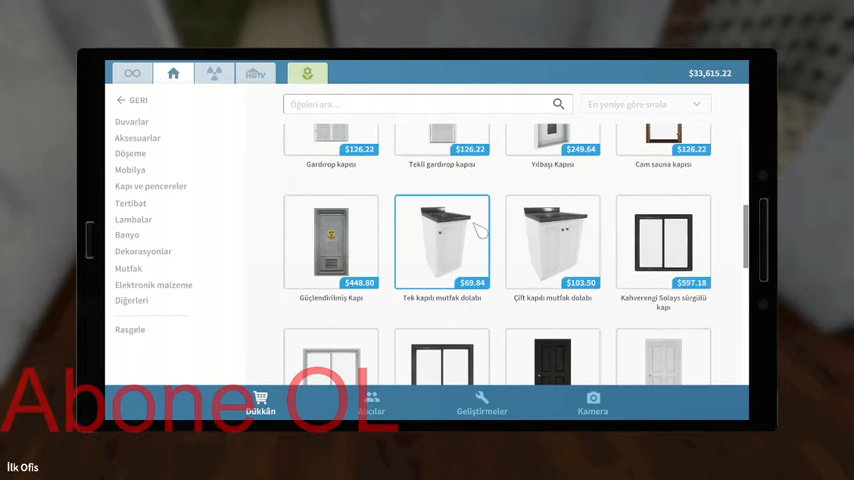 HGTV
$33,615.22
GERİ
Öğeleri ara...
En yeniye göre sırala
Duvarlar
Aksesuarlar
Döşeme
Mobilya
Kapı ve pencereler
Tertibat
Lambalar
Banyo
Dekorasyonlar
Mutfak
Elektronik malzeme
Diğerleri
Rasgele
$126.22
$126.22
$249.64
$126.22
Gardırop kapısı
Tekli gardırop kapısı
Yılbaşı Kapısı
Cam sauna kapısı
$448.80
$69.84
$103.50
$597.18
Güçlendirilmiş Kapı
Tek kapılı mutfak dolabı
Çift kapılı mutfak dolabı
Kahverengi Solays sürgülü
kapı
Abone OL
Dükkân
Alıcılar
Geliştirmeler
Kamera
İlk Ofis